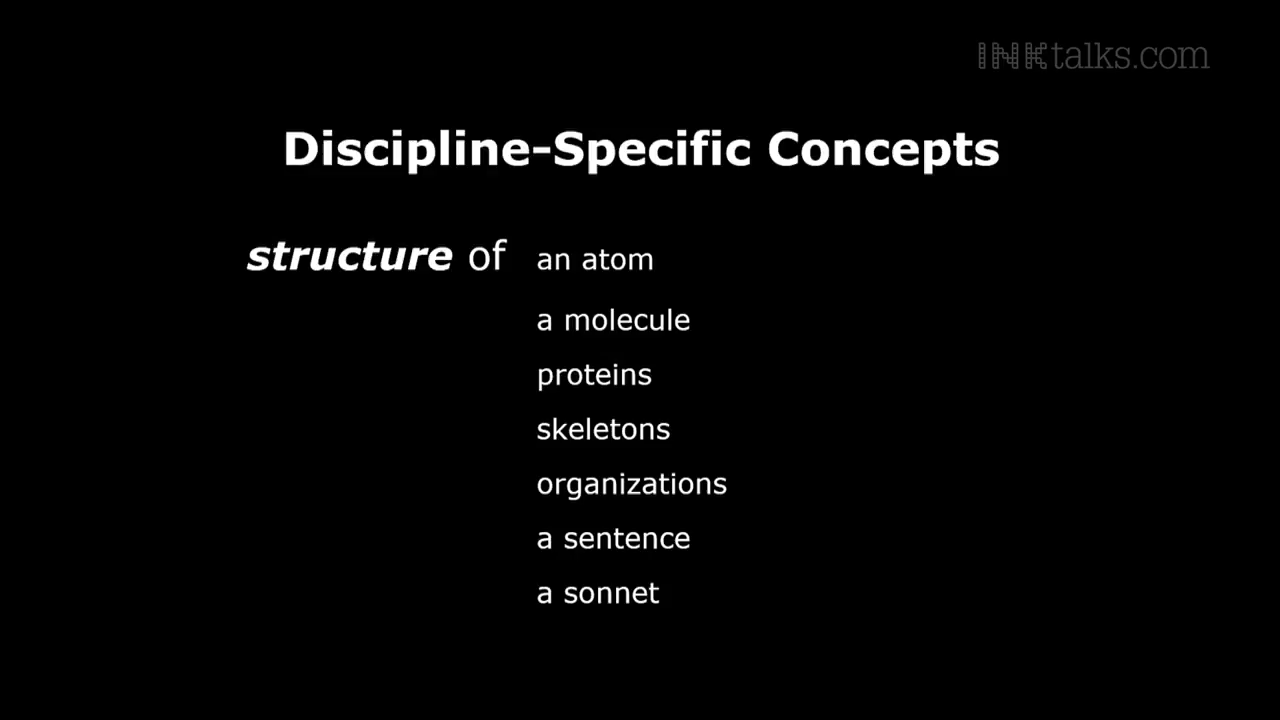 INKtalks.com
Discipline-Specific Concepts
structure of an atom
a molecule
proteins
skeletons
organizations
a sentence
a sonnet